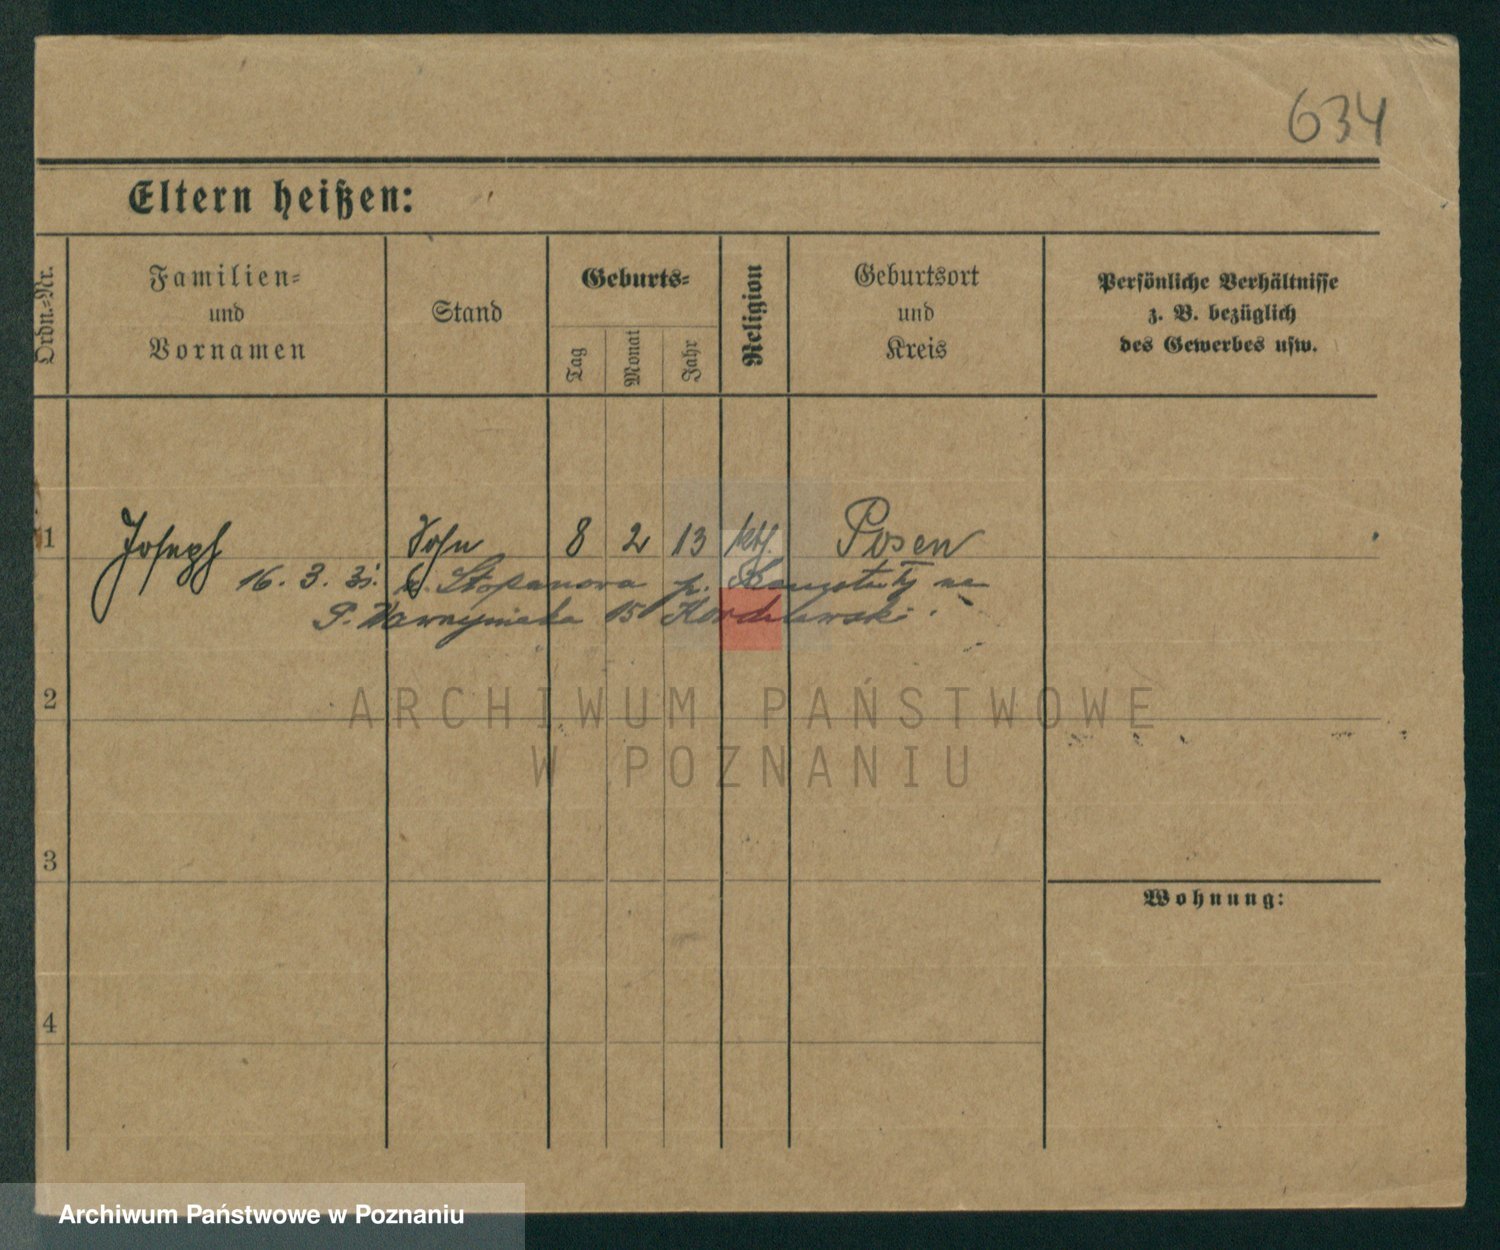 634
Eltern heißen:
Ordn.-Nr.
Familien-
und
Vornamen
Stand
Geburts-
Tag
Monat
Jahr
Religion
Geburtsort
und
Kreis
Persönliche Verhältnisse
z. B. bezüglich
des Gewerbes usw.
1 Joseph Sohn 8 2 13 kth. Posen
16. 3. 31. p. na
15
2
ARCHIWUM PAŃSTWOWE
W POZNANIU
3
Wohnung:
4
Archiwum Państwowe w Poznaniu